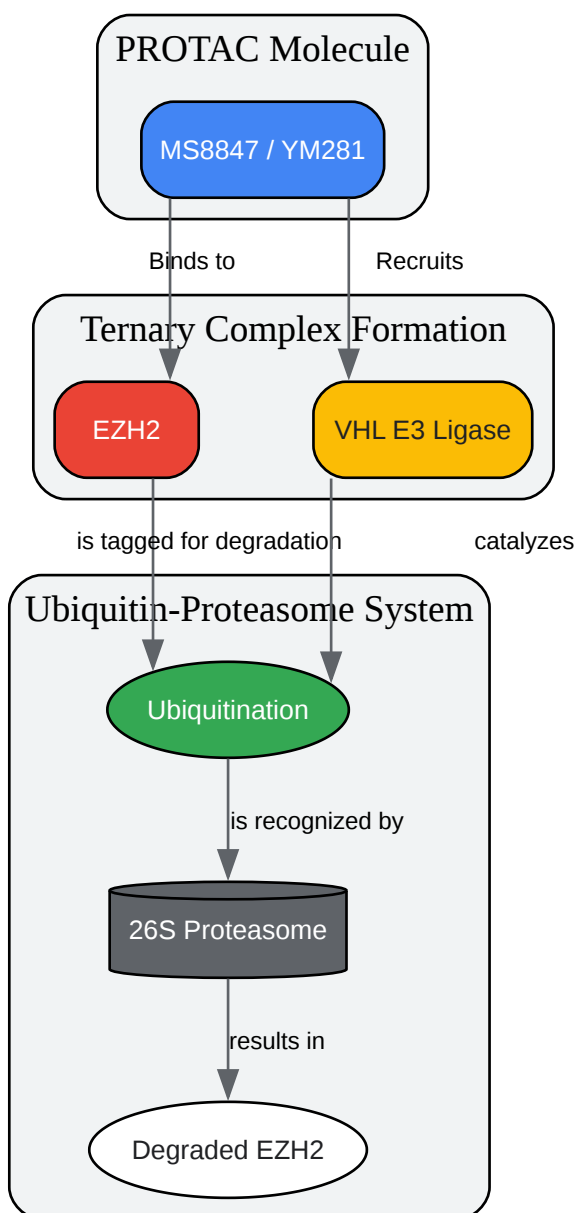 PROTAC Molecule
MS8847 / YM281
Binds to
Recruits
Ternary Complex Formation
EZH2
VHL E3 Ligase
is tagged for degradation
catalyzes
Ubiquitin-Proteasome System
Ubiquitination
is recognized by
26S Proteasome
results in
Degraded EZH2